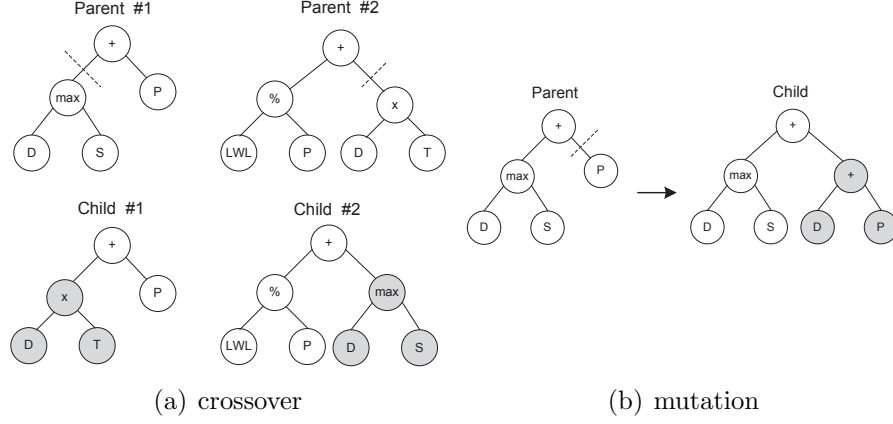 Parent #1
Parent #2
+
+
max
P
%
x
D
S
LWL
P
D
T
Child #1
Child #2
+
+
x
P
%
max
D
T
LWL
P
D
S
(a) crossover
Parent
Child
+
+
max
P
max
+
D
S
D
S
D
P
(b) mutation